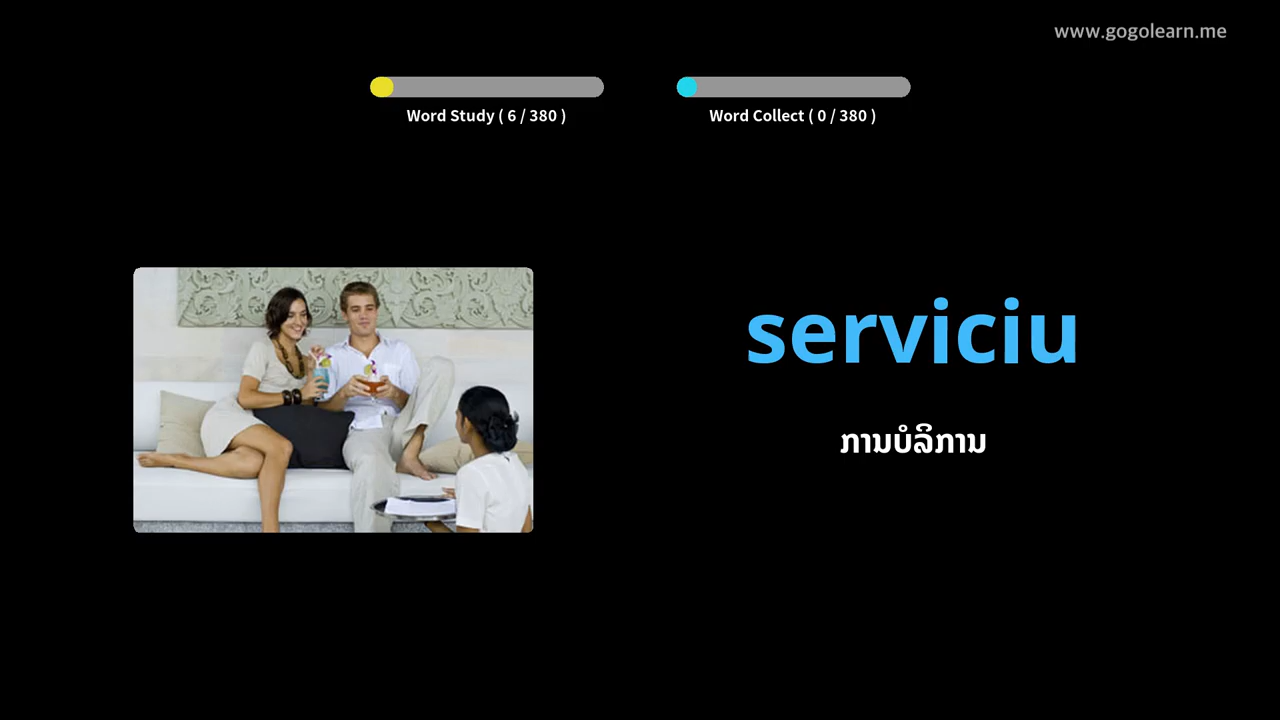 www.gogolearn.me
Word Study ( 6 / 380 )
Word Collect ( 0 / 380 )
serviciu
ການບໍລິການ